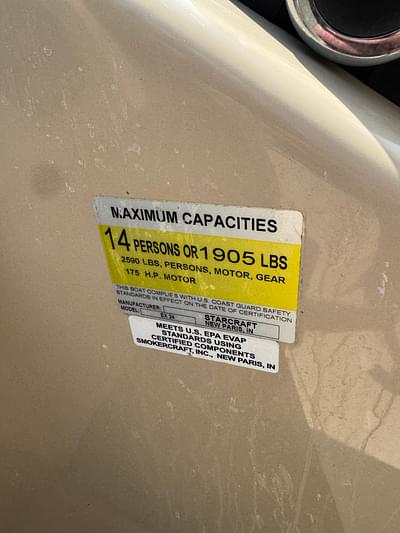 MAXIMUM CAPACITIES
14 PERSONS OR 1905 LBS
2590 LBS, PERSONS, MOTOR, GEAR
175 H.P. MOTOR
THIS BOAT COMPLIES WITH U.S. COAST GUARD SAFETY
STANDARDS IN EFFECT ON THE DATE OF CERTIFICATION
MANUFACTURER: STARCRAFT
MODEL: EX 24 NEW PARIS, IN
MEETS U.S. EPA EVAP
STANDARDS USING
CERTIFIED COMPONENTS
SMOKERCRAFT, INC., NEW PARIS, IN